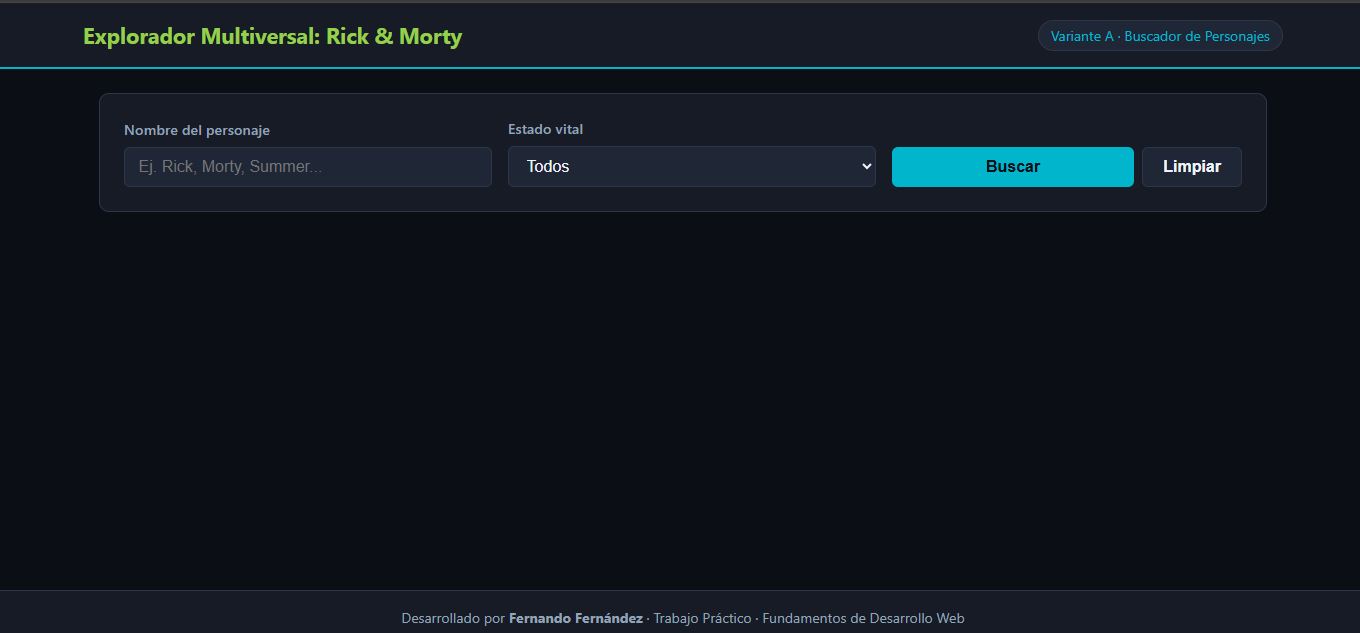 Explorador Multiversal: Rick & Morty
Variante A · Buscador de Personajes
Nombre del personaje
Estado vital
Ej. Rick, Morty, Summer...
Todos
Buscar
Limpiar
Desarrollado por Fernando Fernández · Trabajo Práctico · Fundamentos de Desarrollo Web